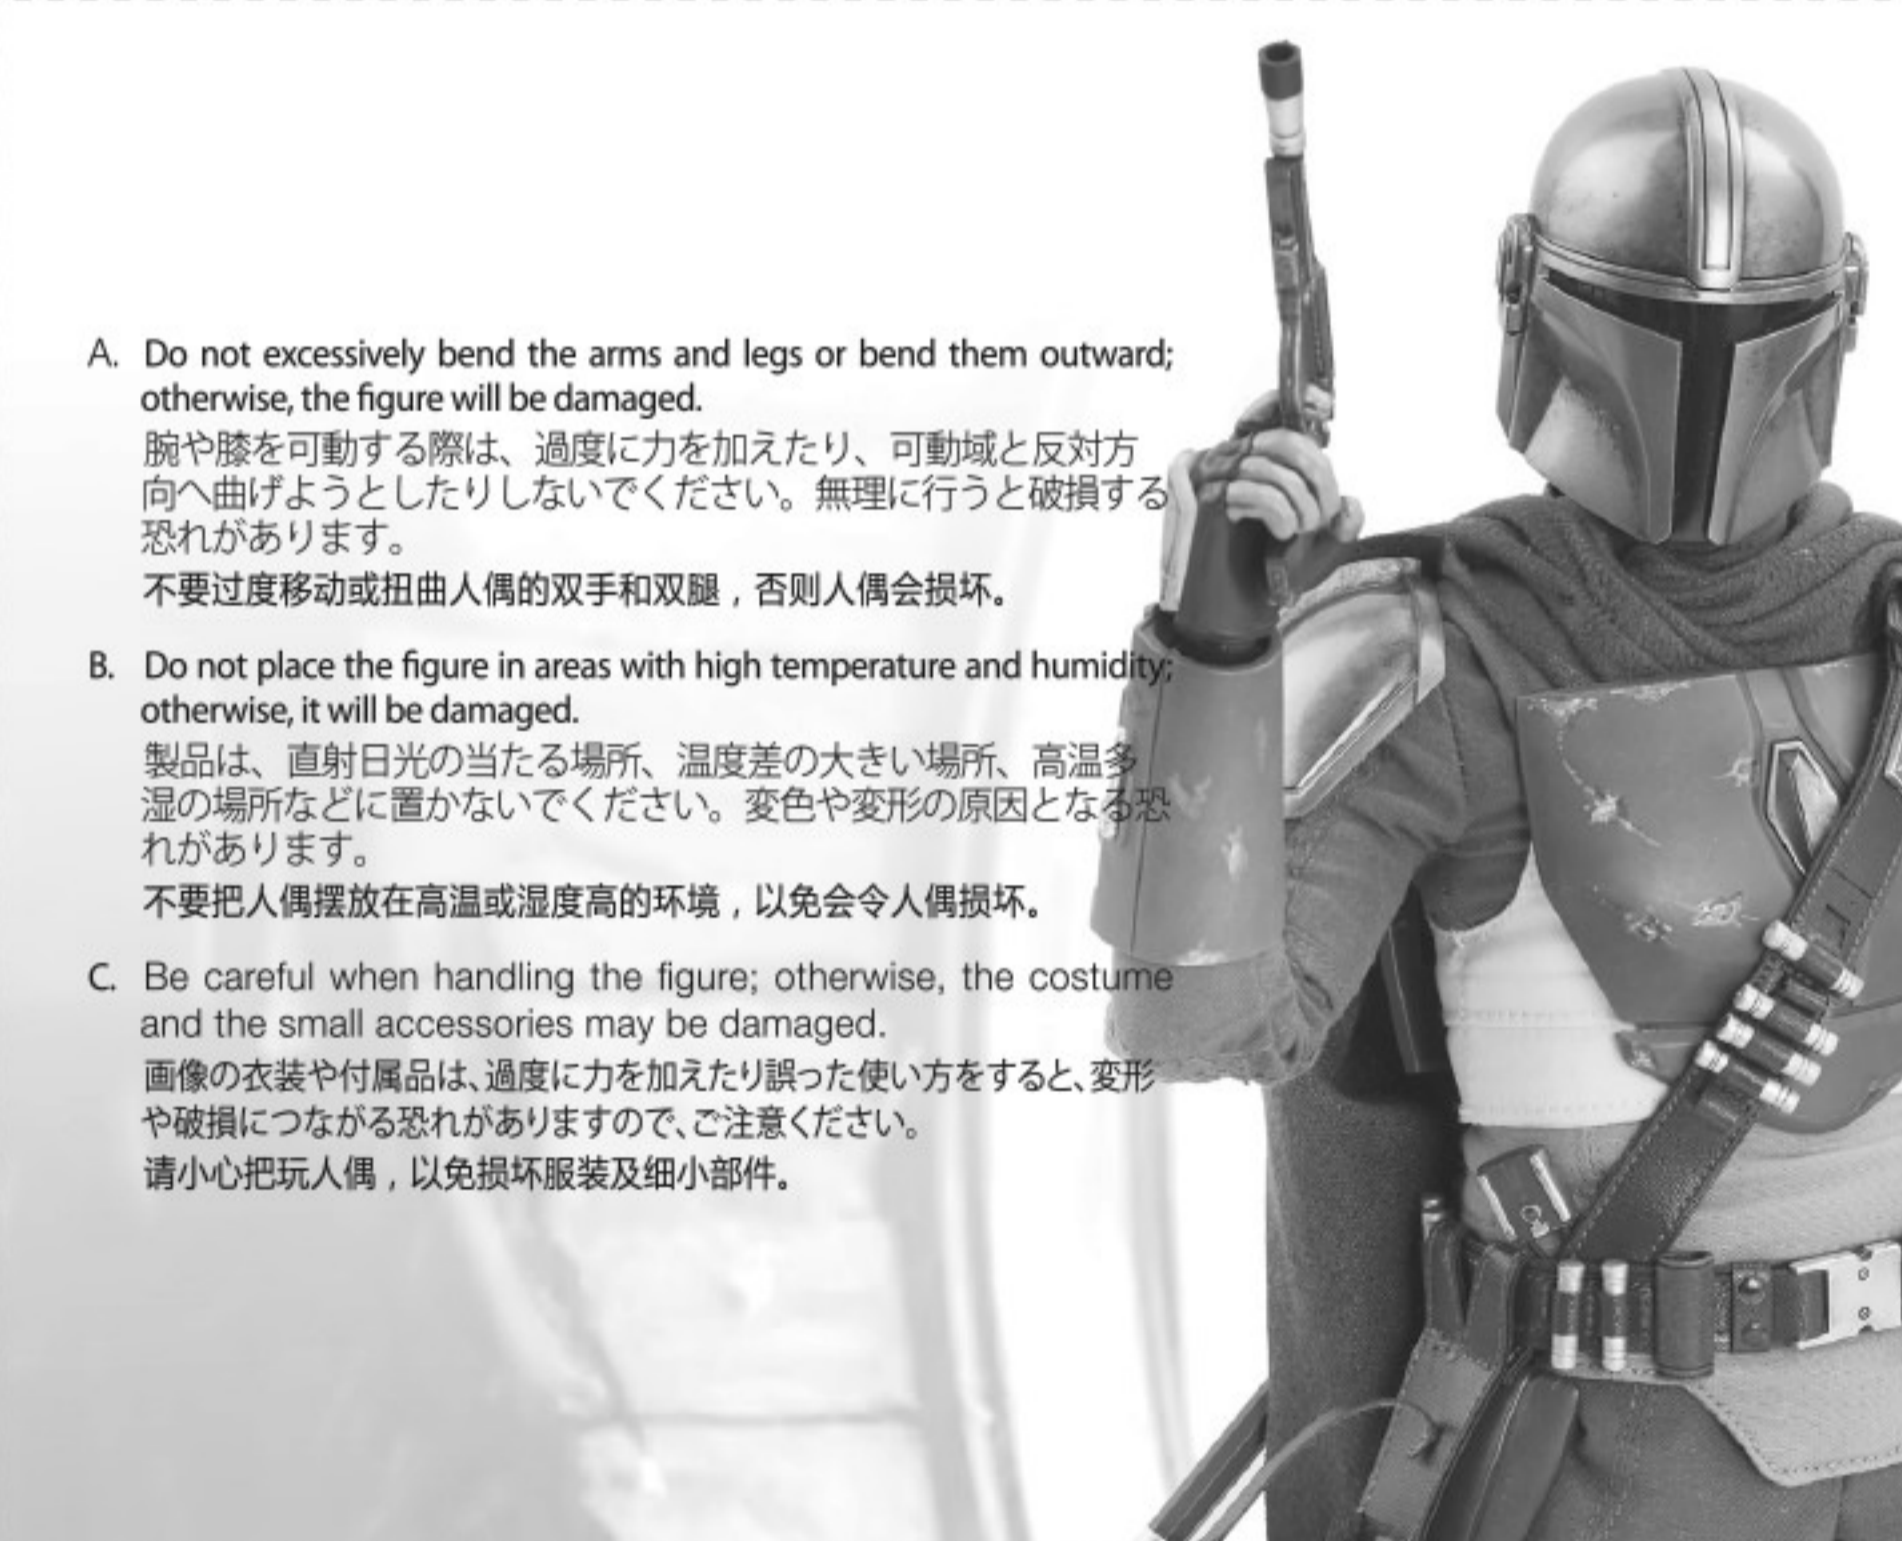 A. Do not excessively bend the arms and legs or bend them outward;
otherwise, the figure will be damaged.
腕や膝を可動する際は、過度に力を加えたり、可動域と反対方
向へ曲げようとしたりしないでください。無理に行うと破損する
恐れがあります。
不要过度移动或扭曲人偶的双手和双腿，否则人偶会损坏。
B. Do not place the figure in areas with high temperature and humidity;
otherwise, it will be damaged.
製品は、直射日光の当たる場所、温度差の大きい場所、高温多
湿の場所などに置かないでください。変色や変形の原因となる恐
れがあります。
不要把人偶摆放在高温或湿度高的环境，以免会令人偶损坏。
C. Be careful when handling the figure; otherwise, the costume
and the small accessories may be damaged.
画像の衣装や付属品は、過度に力を加えたり誤った使い方をすると、変形
や破損につながる恐れがありますので、ご注意ください。
请小心把玩人偶，以免损坏服装及细小部件。